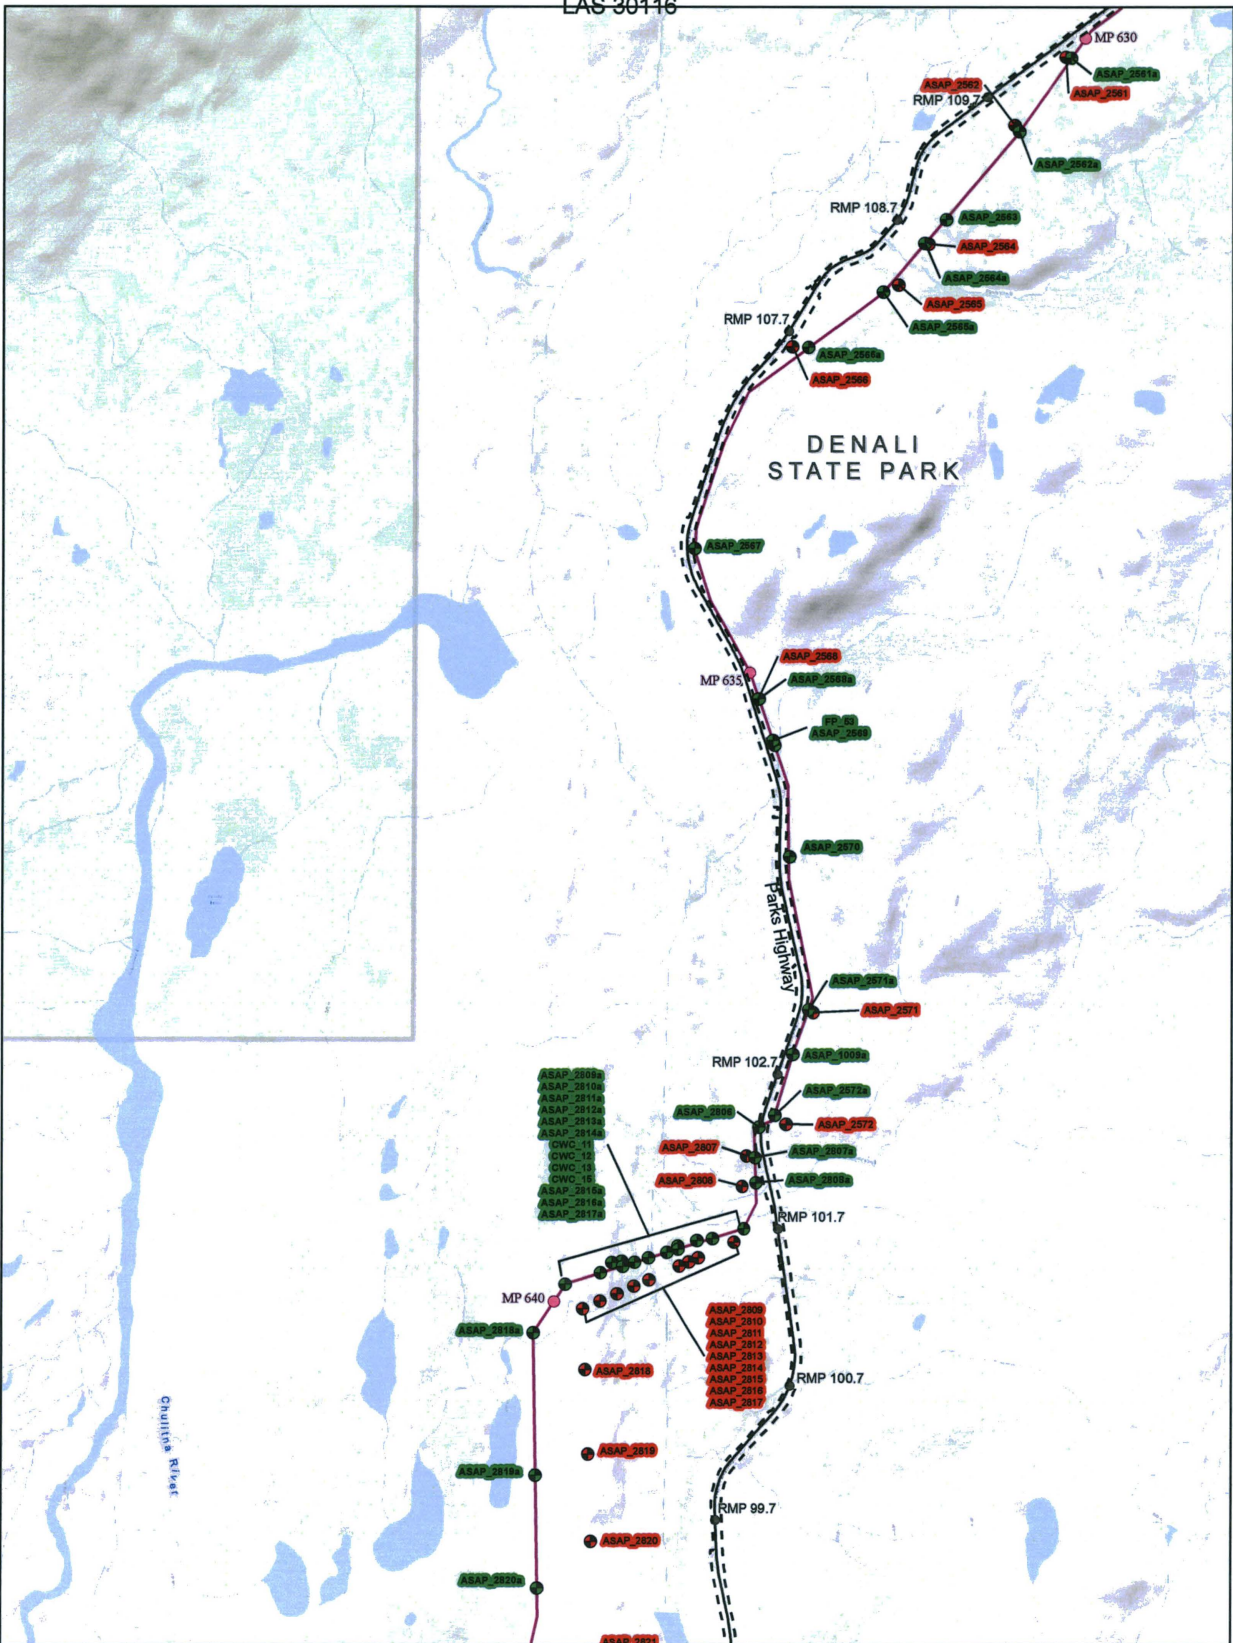 LAS 30116
MP 630
ASAP_2561a
ASAP_2562
ASAP_2561
RMP 109.7
ASAP_2562a
RMP 108.7
ASAP_2563
ASAP_2564
ASAP_2564a
ASAP_2565
RMP 107.7
ASAP_2565a
ASAP_2566a
ASAP_2566
DENALI
STATE PARK
ASAP_2567
ASAP_2568
MP 635
ASAP_2568a
FP_53
ASAP_2569
ASAP_2570
Parks Highway
ASAP_2571a
ASAP_2571
ASAP_1009a
RMP 102.7
ASAP_2572a
ASAP_2806
ASAP_2572
ASAP_2807
ASAP_2807a
ASAP_2808
ASAP_2808a
ASAP_2809a
ASAP_2810a
ASAP_2811a
ASAP_2812a
ASAP_2813a
ASAP_2814a
CWC_11
CWC_12
CWC_13
CWC_15
ASAP_2815a
ASAP_2816a
ASAP_2817a
RMP 101.7
MP 640
ASAP_2809
ASAP_2810
ASAP_2811
ASAP_2812
ASAP_2813
ASAP_2814
ASAP_2815
ASAP_2816
ASAP_2817
ASAP_2818a
ASAP_2818
RMP 100.7
Chulitna River
ASAP_2819
ASAP_2819a
RMP 99.7
ASAP_2820
ASAP_2820a
ASAP_2821